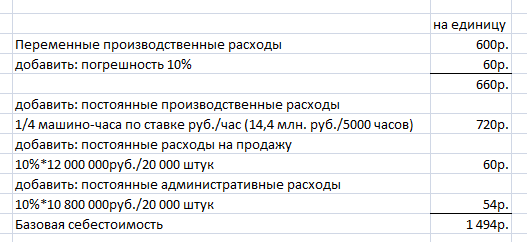 на единицу
Переменные производственные расходы 600р.
добавить: погрешность 10% 60р.
660р.
добавить: постоянные производственные расходы
1/4 машино-часа по ставке руб./час (14,4 млн. руб./5000 часов) 720р.
добавить: постоянные расходы на продажу
10%*12 000 000руб./20 000 штук 60р.
добавить: постоянные административные расходы
10%*10 800 000руб./20 000 штук 54р.
Базовая себестоимость 1 494р.